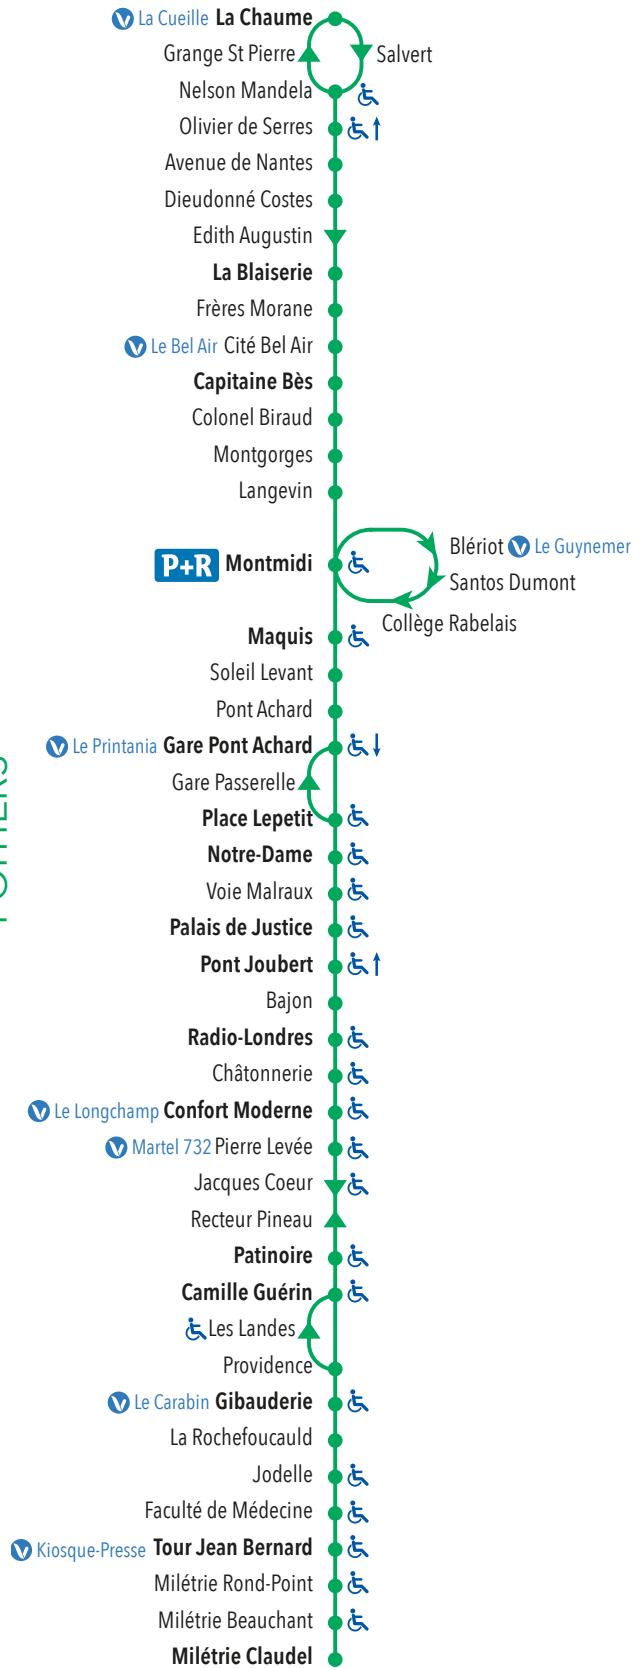 La Cueille La Chaume
Grange St Pierre
Salvert
Nelson Mandela
Olivier de Serres
Avenue de Nantes
Dieudonné Costes
Edith Augustin
La Blaiserie
Frères Morane
Le Bel Air Cité Bel Air
Capitaine Bès
Colonel Biraud
Montgorges
Langevin
Blériot Le Guynemer
P+R Montmidi
Santos Dumont
Collège Rabelais
Maquis
Soleil Levant
Pont Achard
Le Printania Gare Pont Achard
Gare Passerelle
Place Lepetit
Notre-Dame
Voie Malraux
Palais de Justice
Pont Joubert
Bajon
Radio-Londres
Châtonnerie
Le Longchamp Confort Moderne
Martel 732 Pierre Levée
Jacques Coeur
Recteur Pineau
Patinoire
Camille Guérin
Les Landes
Providence
Le Carabin Gibauderie
La Rochefoucauld
Jodelle
Faculté de Médecine
Kiosque-Presse Tour Jean Bernard
Milétrie Rond-Point
Milétrie Beauchant
Milétrie Claudel